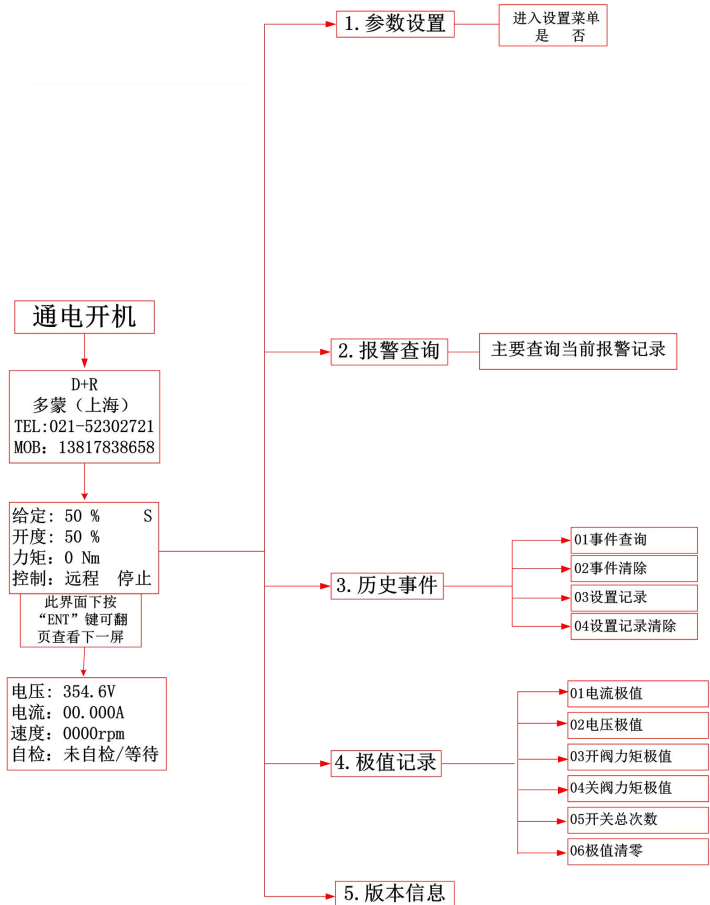 1.参数设置
进入设置菜单
是 否
通电开机
D+R
多蒙（上海）
TEL:021-52302721
MOB：13817838658
给定: 50 % S
开度: 50 %
力矩：0 Nm
控制：远程 停止
此界面下按
“ENT”键可翻
页查看下一屏
电压: 354.6V
电流：00.000A
速度：0000rpm
自检：未自检/等待
2.报警查询
主要查询当前报警记录
3.历史事件
01事件查询
02事件清除
03设置记录
04设置记录清除
4.极值记录
01电流极值
02电压极值
03开阀力矩极值
04关阀力矩极值
05开关总次数
06极值清零
5.版本信息